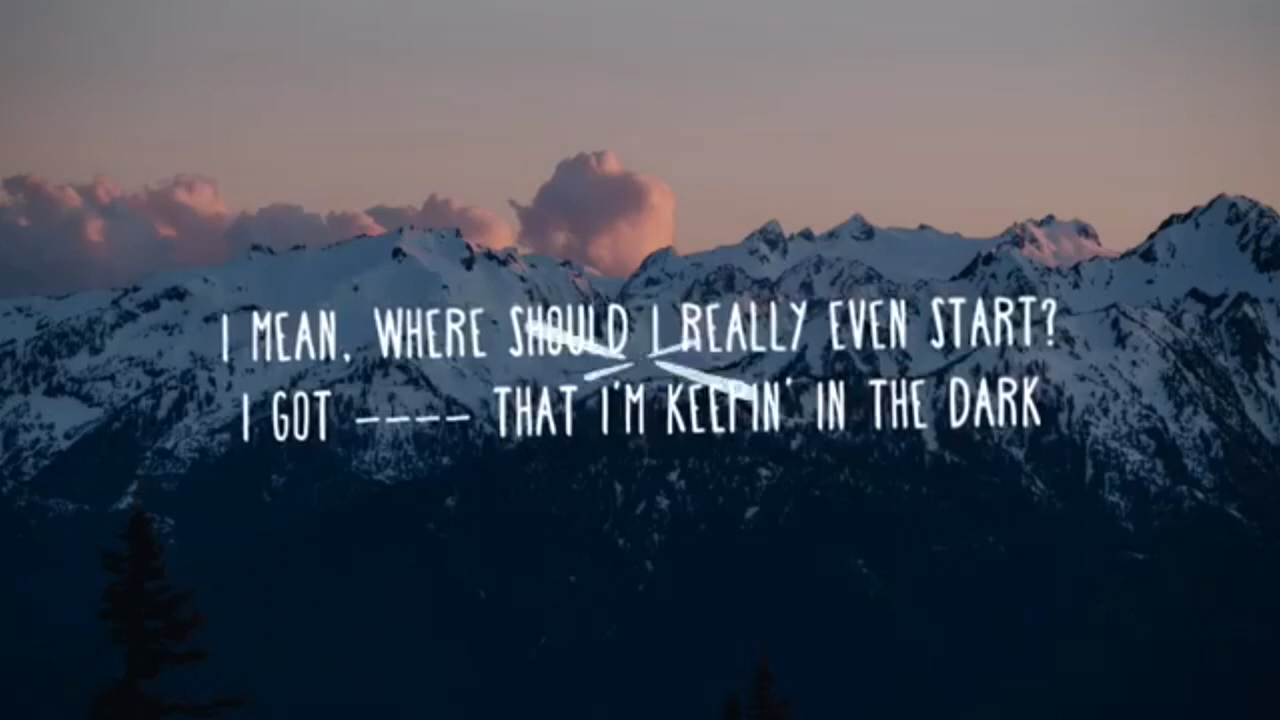 I MEAN, WHERE SHOULD I REALLY EVEN START?
I GOT ---- THAT I'M KEEPIN' IN THE DARK